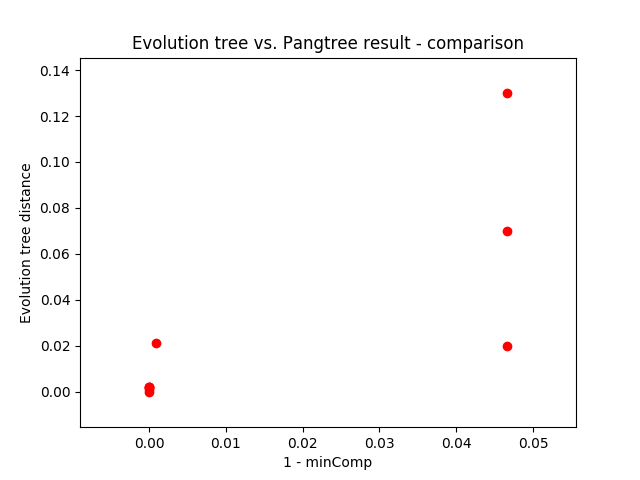 Evolution tree vs. Pangtree result - comparison
0.14
0.12
0.10
0.08
0.06
0.04
0.02
0.00
Evolution tree distance
0.00 0.01 0.02 0.03 0.04 0.05
1 - minComp